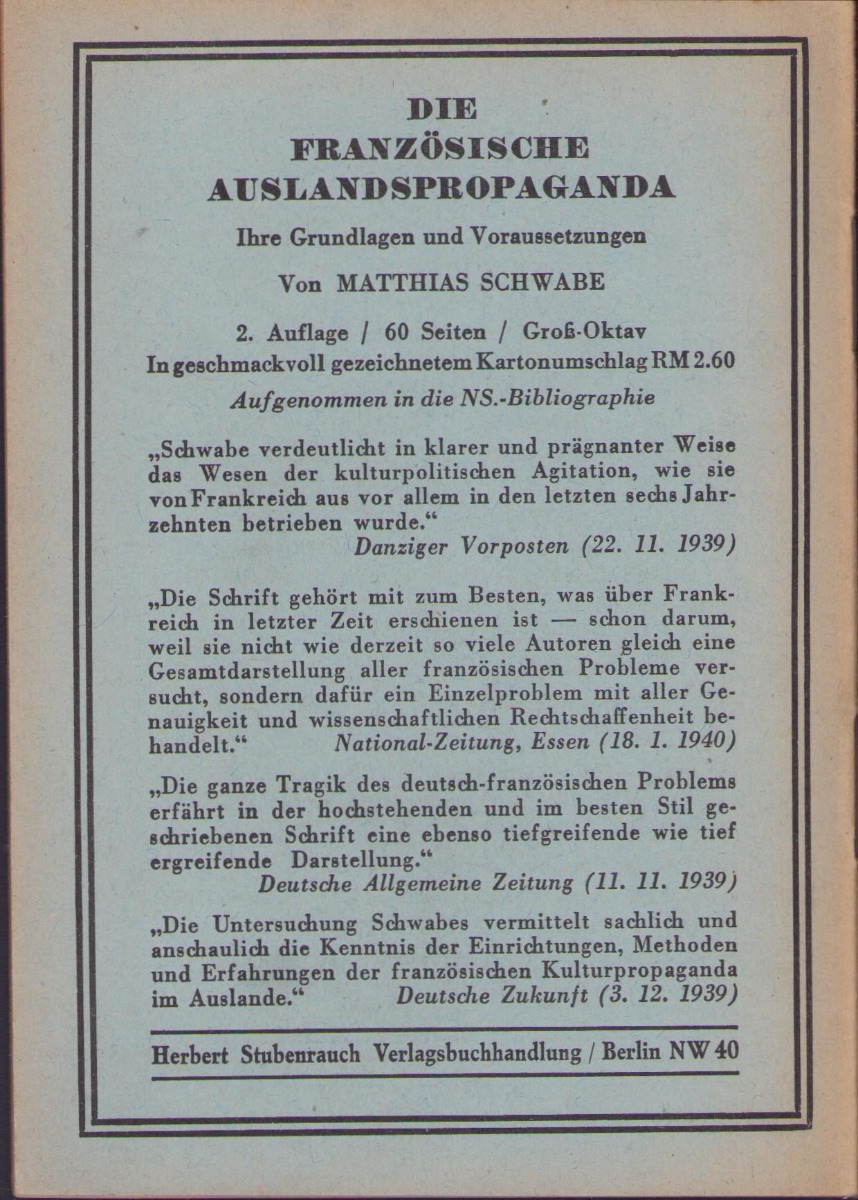 DIE
FRANZÖSISCHE
AUSLANDSPROPAGANDA
Ihre Grundlagen und Voraussetzungen
Von MATTHIAS SCHWABE
2. Auflage / 60 Seiten / Groß-Oktav
In geschmackvoll gezeichnetem Kartonumschlag RM 2.60
Aufgenommen in die NS.-Bibliographie
„Schwabe verdeutlicht in klarer und prägnanter Weise
das Wesen der kulturpolitischen Agitation, wie sie
von Frankreich aus vor allem in den letzten sechs Jahr-
zehnten betrieben wurde.“
Danziger Vorposten (22. 11. 1939)
„Die Schrift gehört mit zum Besten, was über Frank-
reich in letzter Zeit erschienen ist — schon darum,
weil sie nicht wie derzeit so viele Autoren gleich eine
Gesamtdarstellung aller französischen Probleme ver-
sucht, sondern dafür ein Einzelproblem mit aller Ge-
nauigkeit und wissenschaftlichen Rechtschaffenheit be-
handelt.“ National-Zeitung, Essen (18. 1. 1940)
„Die ganze Tragik des deutsch-französischen Problems
erfährt in der hochstehenden und im besten Stil ge-
schriebenen Schrift eine ebenso tiefgreifende wie tief
ergreifende Darstellung.“
Deutsche Allgemeine Zeitung (11. 11. 1939)
„Die Untersuchung Schwabes vermittelt sachlich und
anschaulich die Kenntnis der Einrichtungen, Methoden
und Erfahrungen der französischen Kulturpropaganda
im Auslande.“ Deutsche Zukunft (3. 12. 1939)
Herbert Stubenrauch Verlagsbuchhandlung / Berlin NW 40